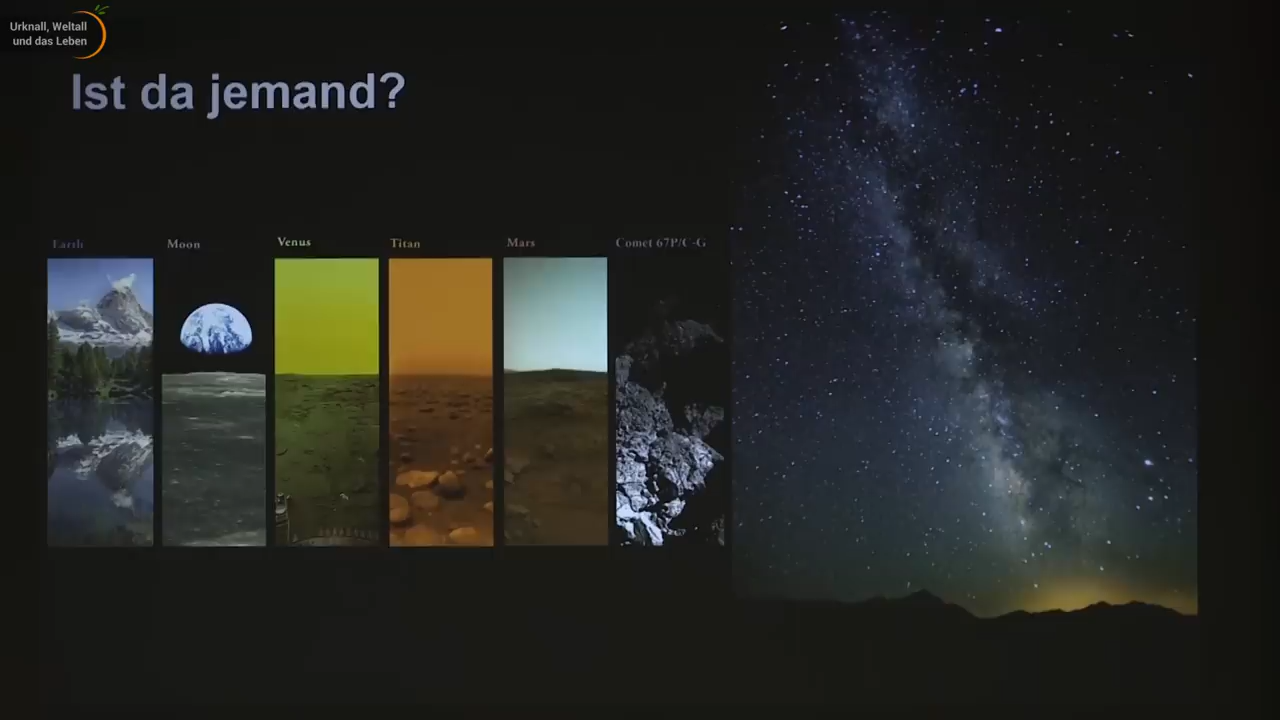 Urknall, Weltall
und das Leben
Ist da jemand?
Earth
Moon
Venus
Titan
Mars
Comet 67P/C-G